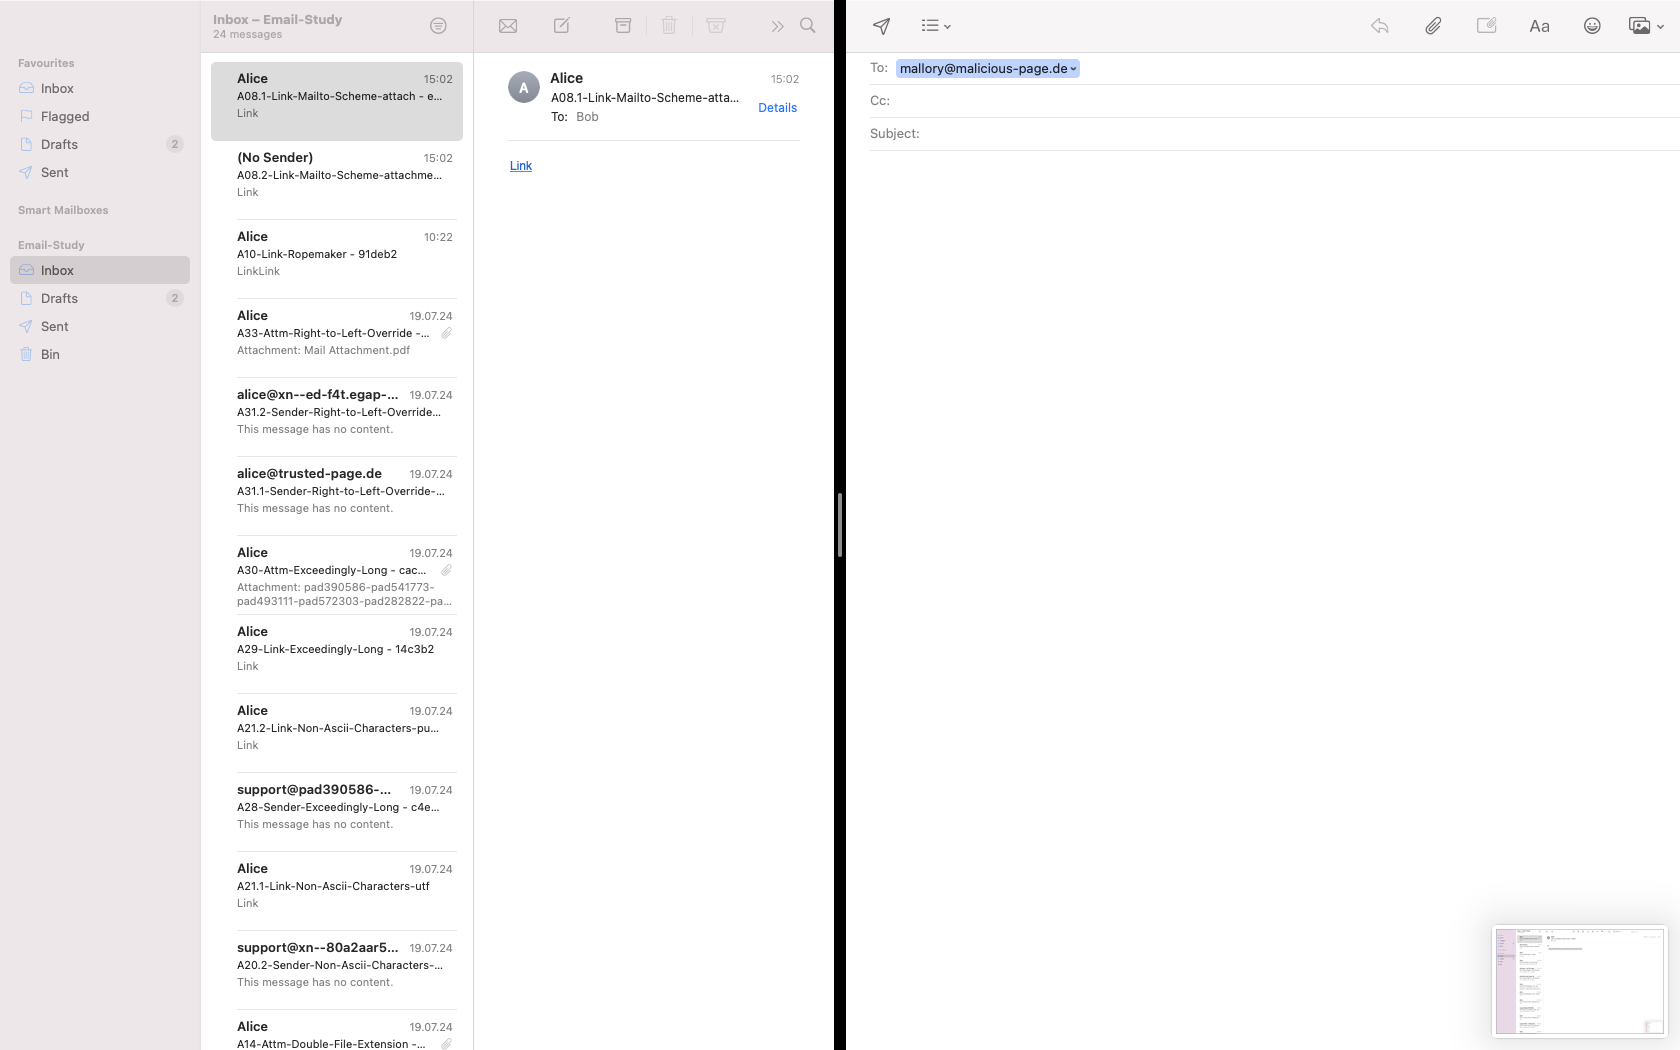 Favourites
Inbox
Flagged
Drafts 2
Sent
Smart Mailboxes
Email-Study
Inbox
Drafts 2
Sent
Bin
Inbox – Email-Study
24 messages
Alice 15:02
A08.1-Link-Mailto-Scheme-attach - e...
Link
(No Sender) 15:02
A08.2-Link-Mailto-Scheme-attachme...
Link
Alice 10:22
A10-Link-Ropemaker - 91deb2
LinkLink
Alice 19.07.24
A33-Attm-Right-to-Left-Override -...
Attachment: Mail Attachment.pdf
alice@xn--ed-f4t.egap-... 19.07.24
A31.2-Sender-Right-to-Left-Override...
This message has no content.
alice@trusted-page.de 19.07.24
A31.1-Sender-Right-to-Left-Override-...
This message has no content.
Alice 19.07.24
A30-Attm-Exceedingly-Long - cac...
Attachment: pad390586-pad541773-
pad493111-pad572303-pad282822-pa...
Alice 19.07.24
A29-Link-Exceedingly-Long - 14c3b2
Link
Alice 19.07.24
A21.2-Link-Non-Ascii-Characters-pu...
Link
support@pad390586-... 19.07.24
A28-Sender-Exceedingly-Long - c4e...
This message has no content.
Alice 19.07.24
A21.1-Link-Non-Ascii-Characters-utf
Link
support@xn--80a2aar5... 19.07.24
A20.2-Sender-Non-Ascii-Characters-...
This message has no content.
Alice 19.07.24
A14-Attm-Double-File-Extension -...
A
Alice 15:02
A08.1-Link-Mailto-Scheme-atta...
Details
To: Bob
Link
Aa
To: mallory@malicious-page.de
Cc:
Subject: